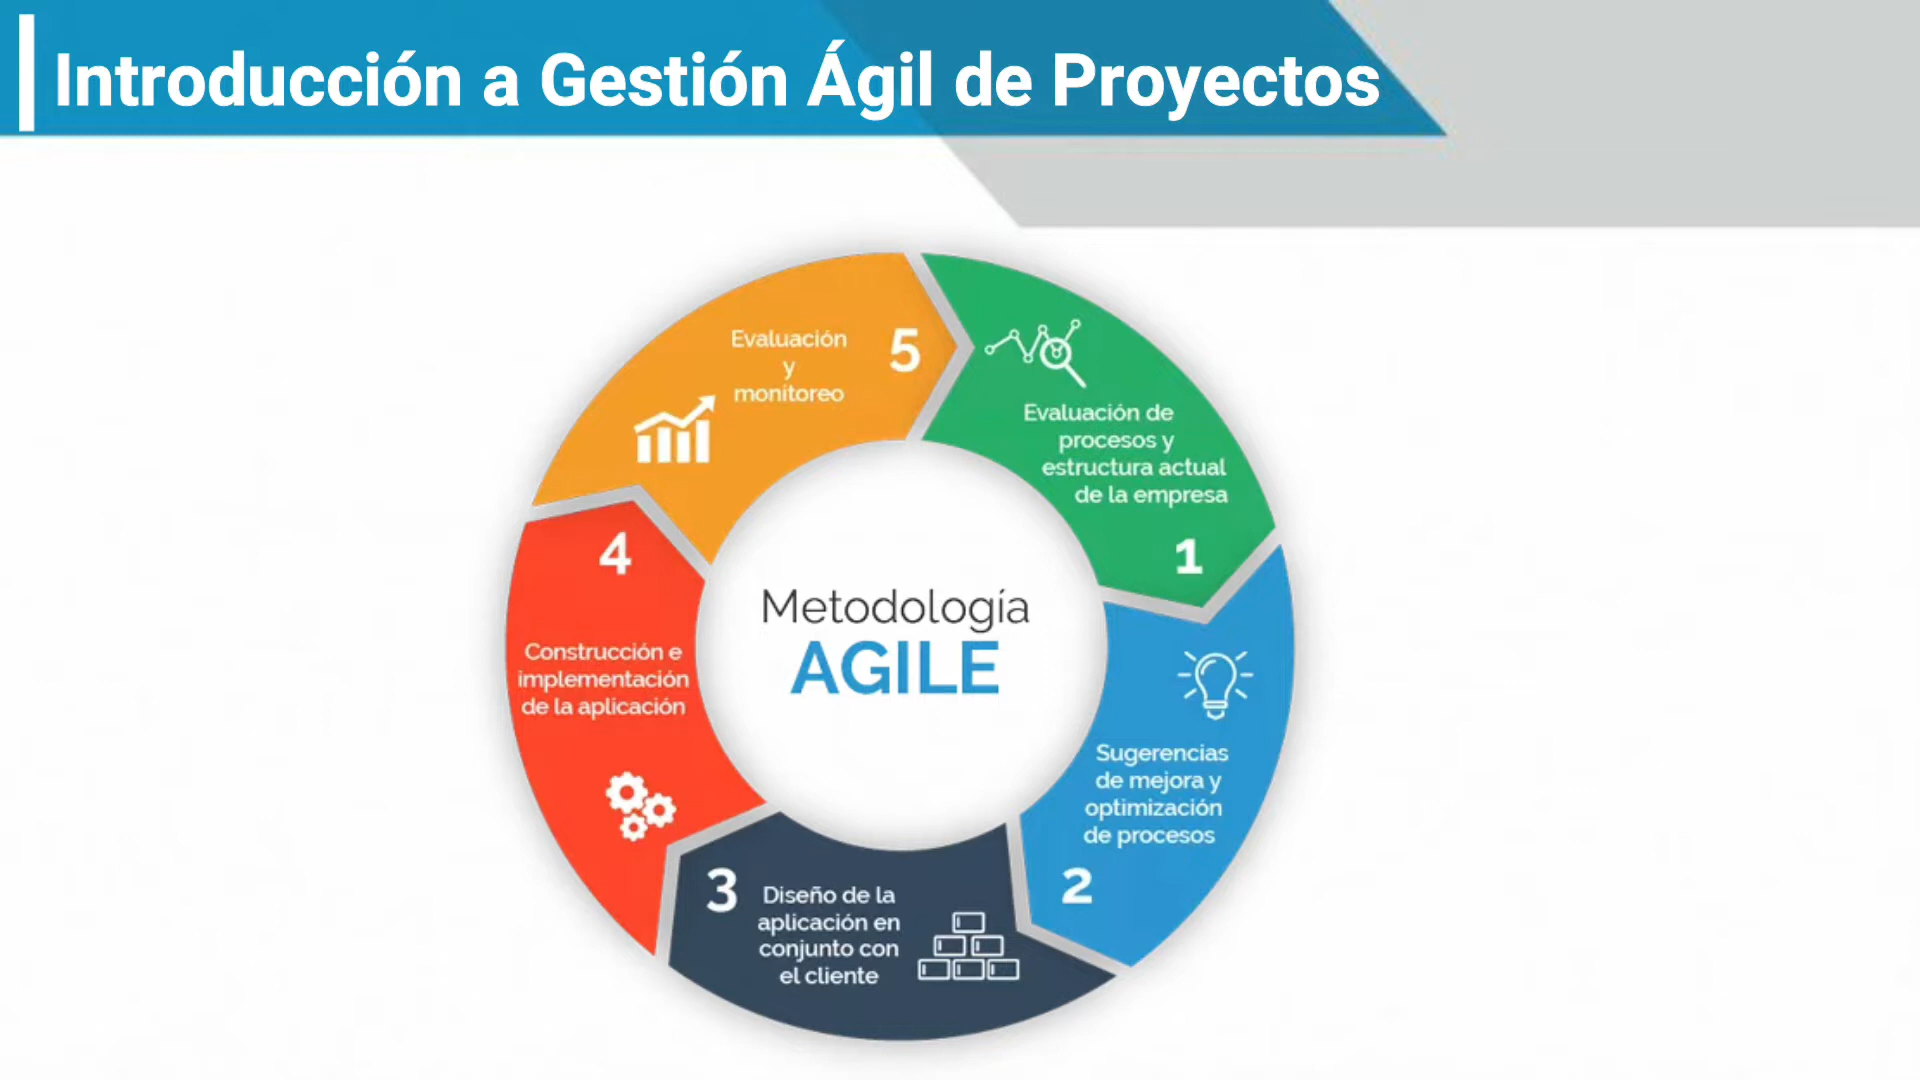 Introducción a Gestión Ágil de Proyectos
Evaluación
y
monitoreo
5
Evaluación de
procesos y
estructura actual
de la empresa
1
4
Construcción e
implementación
de la aplicación
Metodología
AGILE
Sugerencias
de mejora y
optimización
de procesos
2
3
Diseño de la
aplicación en
conjunto con
el cliente